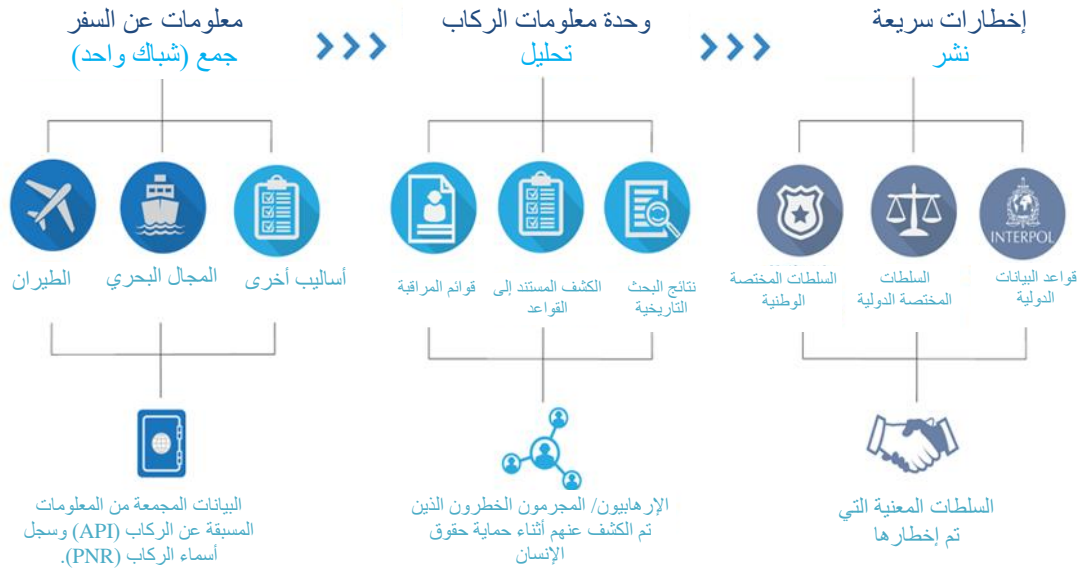 معلومات عن السفر
جمع (شباك واحد)
وحدة معلومات الركاب
تحليل
إخطارات سريعة
نشر
الطيران
المجال البحري
أساليب أخرى
قوائم المراقبة
الكشف المستند إلى
القواعد
نتائج البحث
التاريخية
السلطات المختصة
الوطنية
السلطات
المختصة الدولية
INTERPOL
قواعد البيانات
الدولية
البيانات المجمعة من المعلومات
المسبقة عن الركاب (API) وسجل
أسماء الركاب (PNR).
الإرهابيون/ المجرمون الخطرون الذين
تم الكشف عنهم أثناء حماية حقوق
الإنسان
السلطات المعنية التي
تم إخطارها